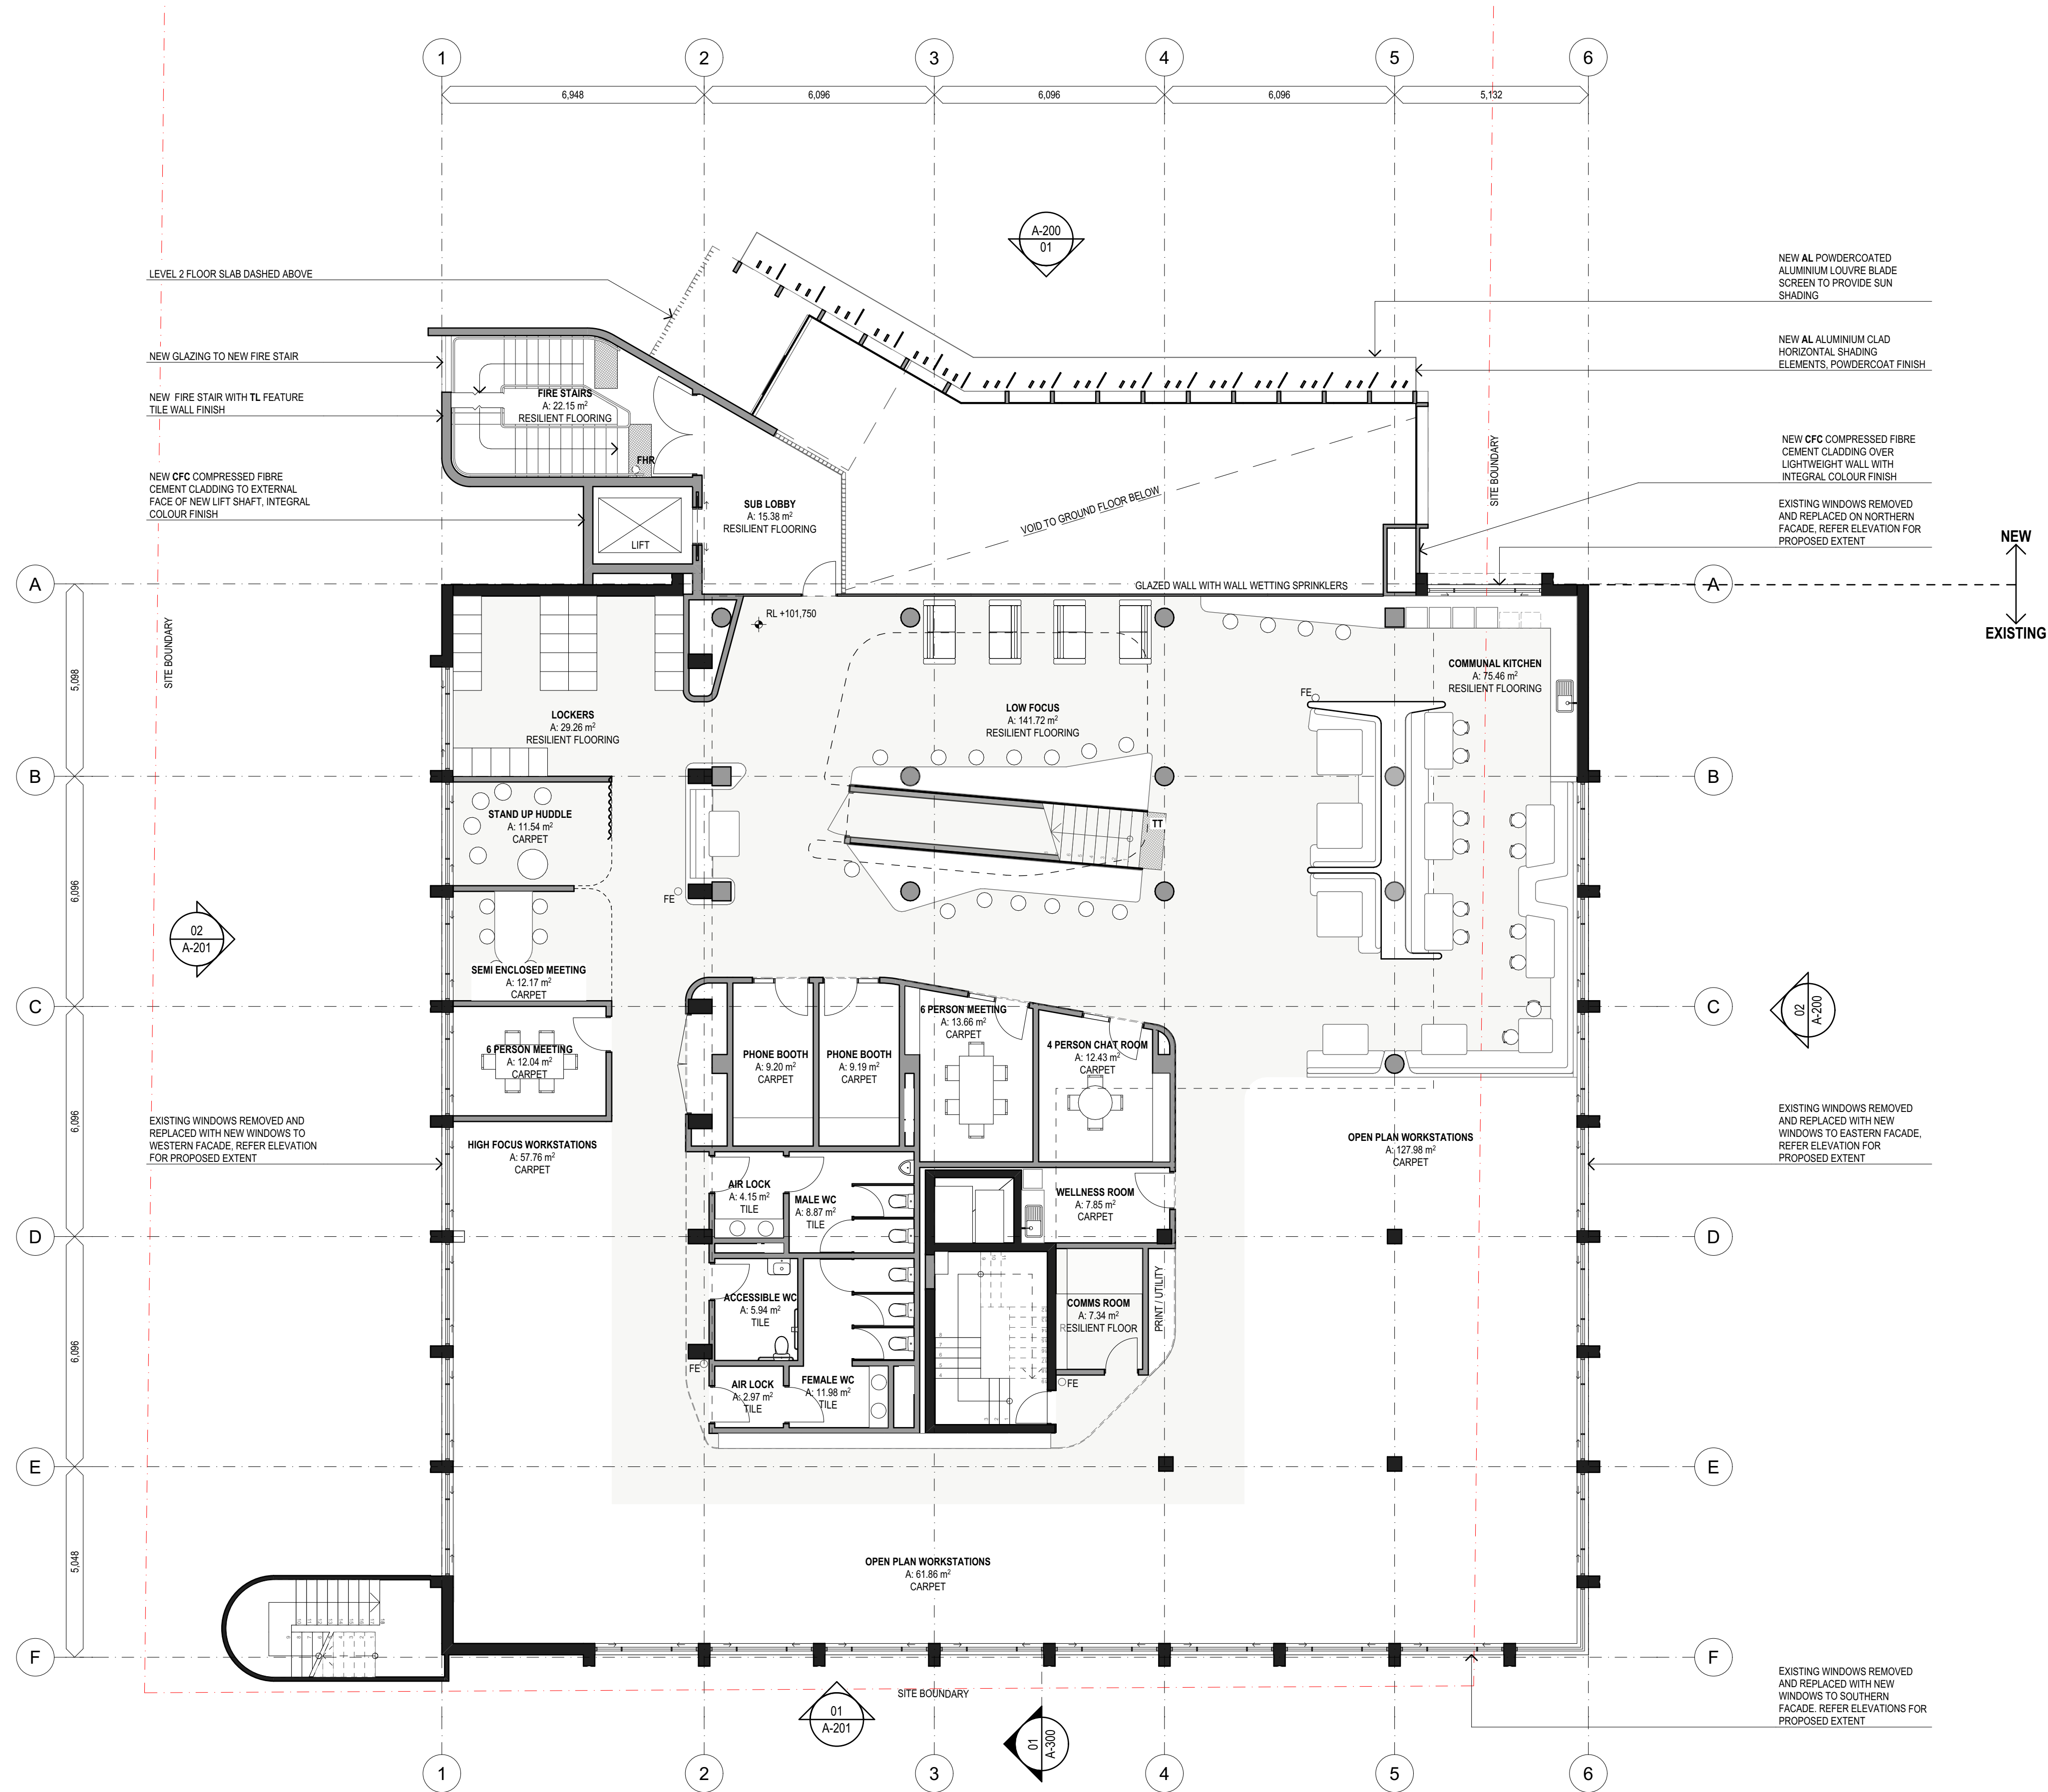 1
2
3
4
5
6
6,948
6,096
6,096
6,096
5,132
A-200
01
LEVEL 2 FLOOR SLAB DASHED ABOVE
NEW GLAZING TO NEW FIRE STAIR
NEW FIRE STAIR WITH TL FEATURE
TILE WALL FINISH
NEW CFC COMPRESSED FIBRE
CEMENT CLADDING TO EXTERNAL
FACE OF NEW LIFT SHAFT, INTEGRAL
COLOUR FINISH
NEW AL POWDERCOATED
ALUMINIUM LOUVRE BLADE
SCREEN TO PROVIDE SUN
SHADING
NEW AL ALUMINIUM CLAD
HORIZONTAL SHADING
ELEMENTS, POWDERCOAT FINISH
NEW CFC COMPRESSED FIBRE
CEMENT CLADDING OVER
LIGHTWEIGHT WALL WITH
INTEGRAL COLOUR FINISH
EXISTING WINDOWS REMOVED
AND REPLACED ON NORTHERN
FACADE, REFER ELEVATION FOR
PROPOSED EXTENT
NEW
EXISTING
SITE BOUNDARY
SITE BOUNDARY
FIRE STAIRS
A: 22.15 m²
RESILIENT FLOORING
FHR
LIFT
SUB LOBBY
A: 15.38 m²
RESILIENT FLOORING
VOID TO GROUND FLOOR BELOW
GLAZED WALL WITH WALL WETTING SPRINKLERS
A
A
RL +101,750
5,098
LOCKERS
A: 29.26 m²
RESILIENT FLOORING
LOW FOCUS
A: 141.72 m²
RESILIENT FLOORING
FE
COMMUNAL KITCHEN
A: 75.46 m²
RESILIENT FLOORING
B
B
STAND UP HUDDLE
A: 11.54 m²
CARPET
TT
6,096
FE
02
A-201
SEMI ENCLOSED MEETING
A: 12.17 m²
CARPET
C
C
02
A-200
6 PERSON MEETING
A: 12.04 m²
CARPET
PHONE BOOTH
A: 9.20 m²
CARPET
PHONE BOOTH
A: 9.19 m²
CARPET
6 PERSON MEETING
A: 13.66 m²
CARPET
4 PERSON CHAT ROOM
A: 12.43 m²
CARPET
6,096
EXISTING WINDOWS REMOVED AND
REPLACED WITH NEW WINDOWS TO
WESTERN FACADE, REFER ELEVATION
FOR PROPOSED EXTENT
HIGH FOCUS WORKSTATIONS
A: 57.76 m²
CARPET
OPEN PLAN WORKSTATIONS
A: 127.98 m²
CARPET
EXISTING WINDOWS REMOVED
AND REPLACED WITH NEW
WINDOWS TO EASTERN FACADE,
REFER ELEVATION FOR
PROPOSED EXTENT
AIR LOCK
A: 4.15 m²
TILE
MALE WC
A: 8.87 m²
TILE
WELLNESS ROOM
A: 7.85 m²
CARPET
D
D
ACCESSIBLE WC
A: 5.94 m²
TILE
COMMS ROOM
A: 7.34 m²
RESILIENT FLOOR
PRINT / UTILITY
6,096
FE
AIR LOCK
A: 2.97 m²
TILE
FEMALE WC
A: 11.98 m²
TILE
FE
E
E
5,048
OPEN PLAN WORKSTATIONS
A: 61.86 m²
CARPET
F
F
SITE BOUNDARY
01
A-201
01
A-300
EXISTING WINDOWS REMOVED
AND REPLACED WITH NEW
WINDOWS TO SOUTHERN
FACADE. REFER ELEVATIONS FOR
PROPOSED EXTENT
1
2
3
4
5
6